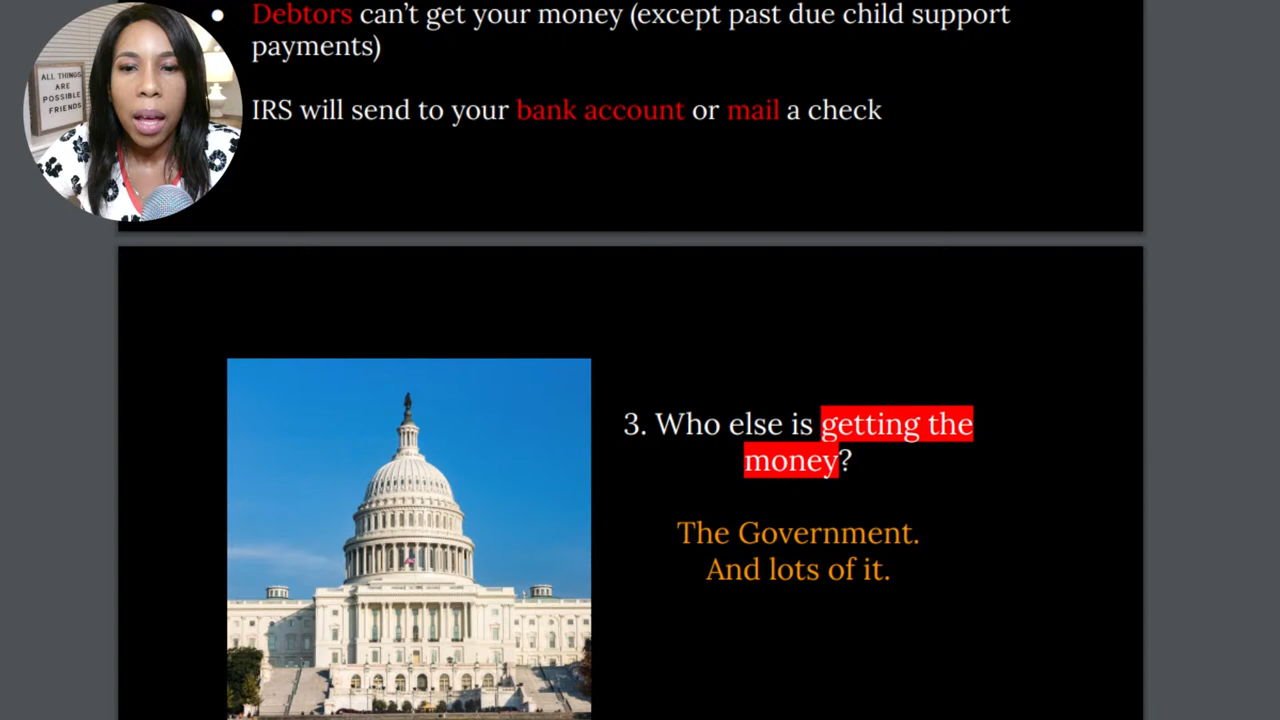 Debtors can’t get your money (except past due child support
payments)
ALL THINGS
ARE
POSSIBLE
FRIENDS
IRS will send to your bank account or mail a check
3. Who else is getting the
money?
The Government.
And lots of it.